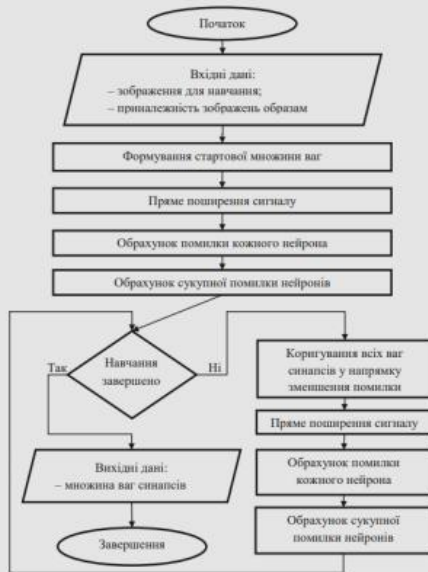 Початок
Вхідні дані:
– зображення для навчання;
– приналежність зображень образам
Формування стартової множини ваг
Пряме поширення сигналу
Обрахунок помилки кожного нейрона
Обрахунок сукупної помилки нейронів
Так
Навчання
завершено
Ні
Коригування всіх ваг
синапсів у напрямку
зменшення помилки
Пряме поширення сигналу
Обрахунок помилки
кожного нейрона
Обрахунок сукупної
помилки нейронів
Вихідні дані:
– множина ваг синапсів
Завершення